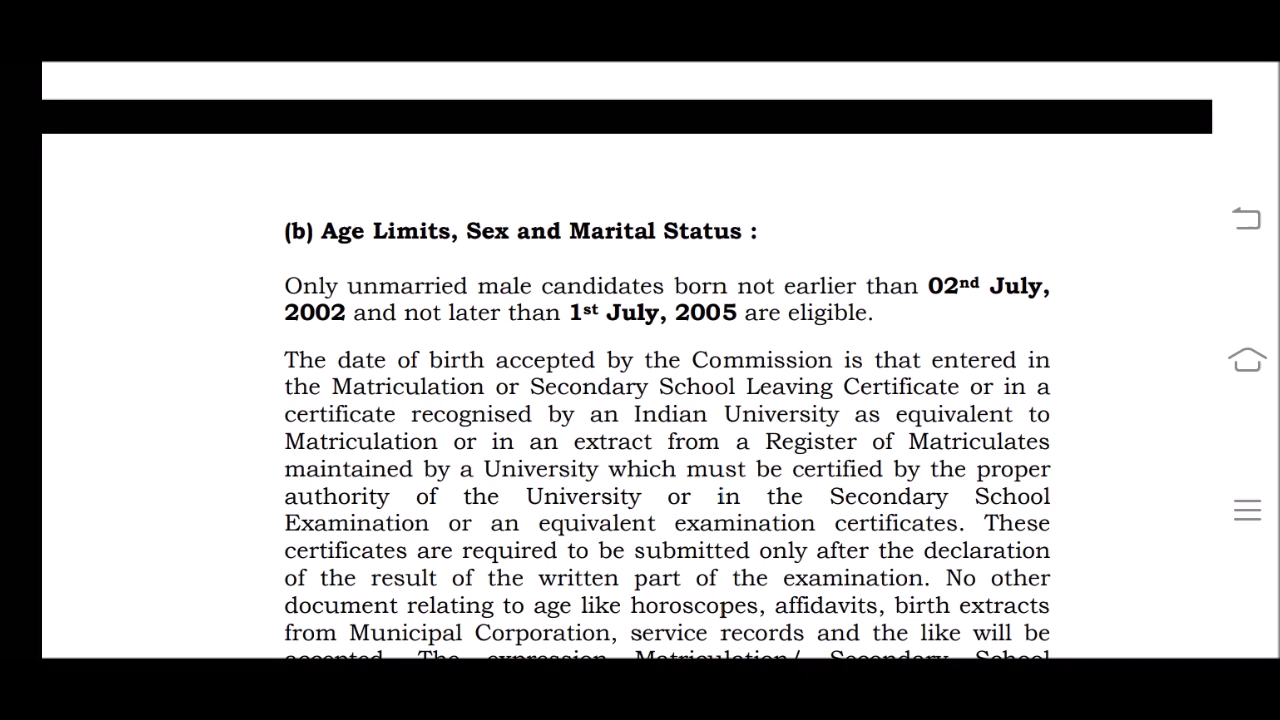 (b) Age Limits, Sex and Marital Status :
Only unmarried male candidates born not earlier than 02nd July,
2002 and not later than 1st July, 2005 are eligible.
The date of birth accepted by the Commission is that entered in
the Matriculation or Secondary School Leaving Certificate or in a
certificate recognised by an Indian University as equivalent to
Matriculation or in an extract from a Register of Matriculates
maintained by a University which must be certified by the proper
authority of the University or in the Secondary School
Examination or an equivalent examination certificates. These
certificates are required to be submitted only after the declaration
of the result of the written part of the examination. No other
document relating to age like horoscopes, affidavits, birth extracts
from Municipal Corporation, service records and the like will be
accepted. The expression Matriculation/ Secondary School